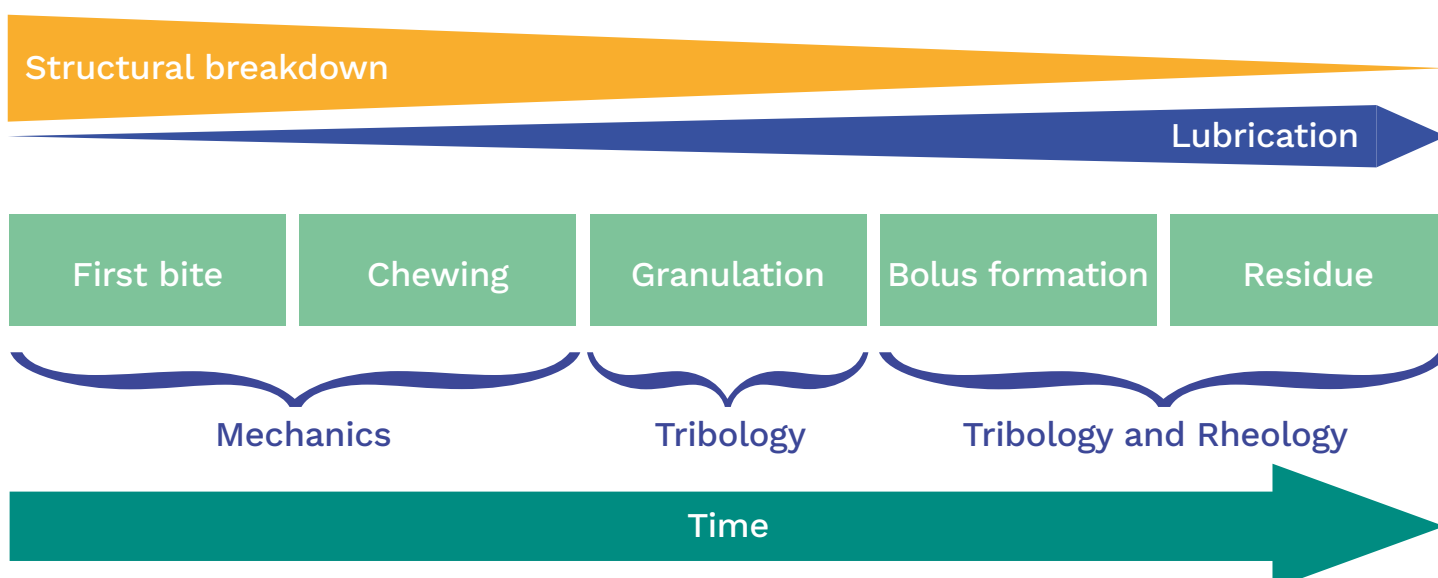 Structural breakdown
Lubrication
First bite
Chewing
Granulation
Bolus formation
Residue
Mechanics
Tribology
Tribology and Rheology
Time